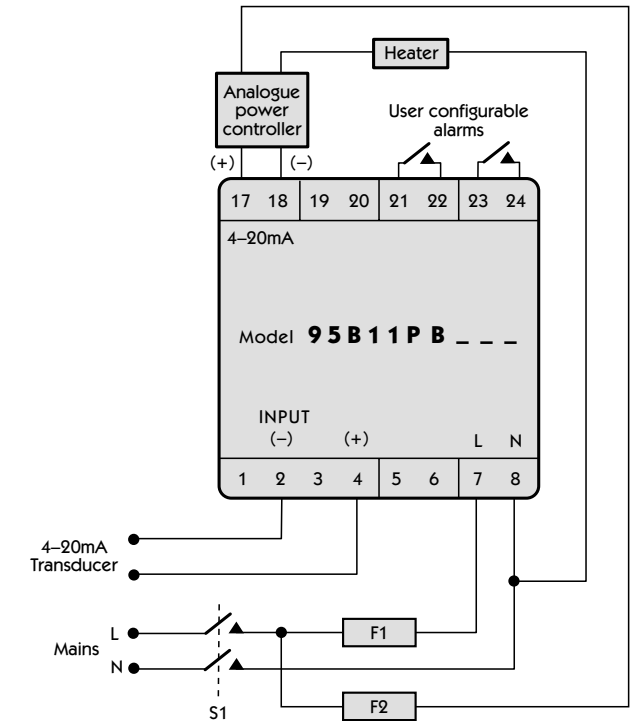 Heater
Analogue
power
controller
User configurable
alarms
(+) (−)
17 18 19 20 21 22 23 24
4–20mA
Model 95B11PB _ _ _
INPUT
(−) (+) L N
1 2 3 4 5 6 7 8
4–20mA
Transducer
L
Mains
N
F1
S1
F2